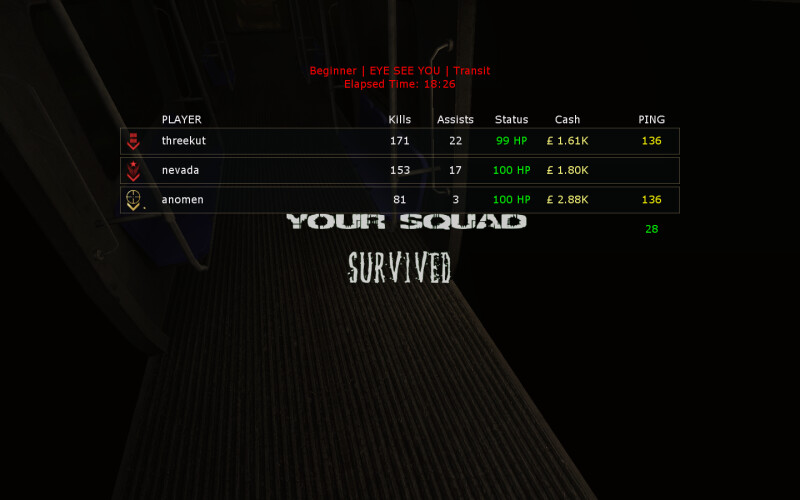 Beginner | EYE SEE YOU | Transit
Elapsed Time: 18:26
PLAYER Kills Assists Status Cash PING
threekut 171 22 99 HP £ 1.61K 136
nevada 153 17 100 HP £ 1.80K
anomen 81 3 100 HP £ 2.88K 136
YOUR SQUAD
28
SURVIVED